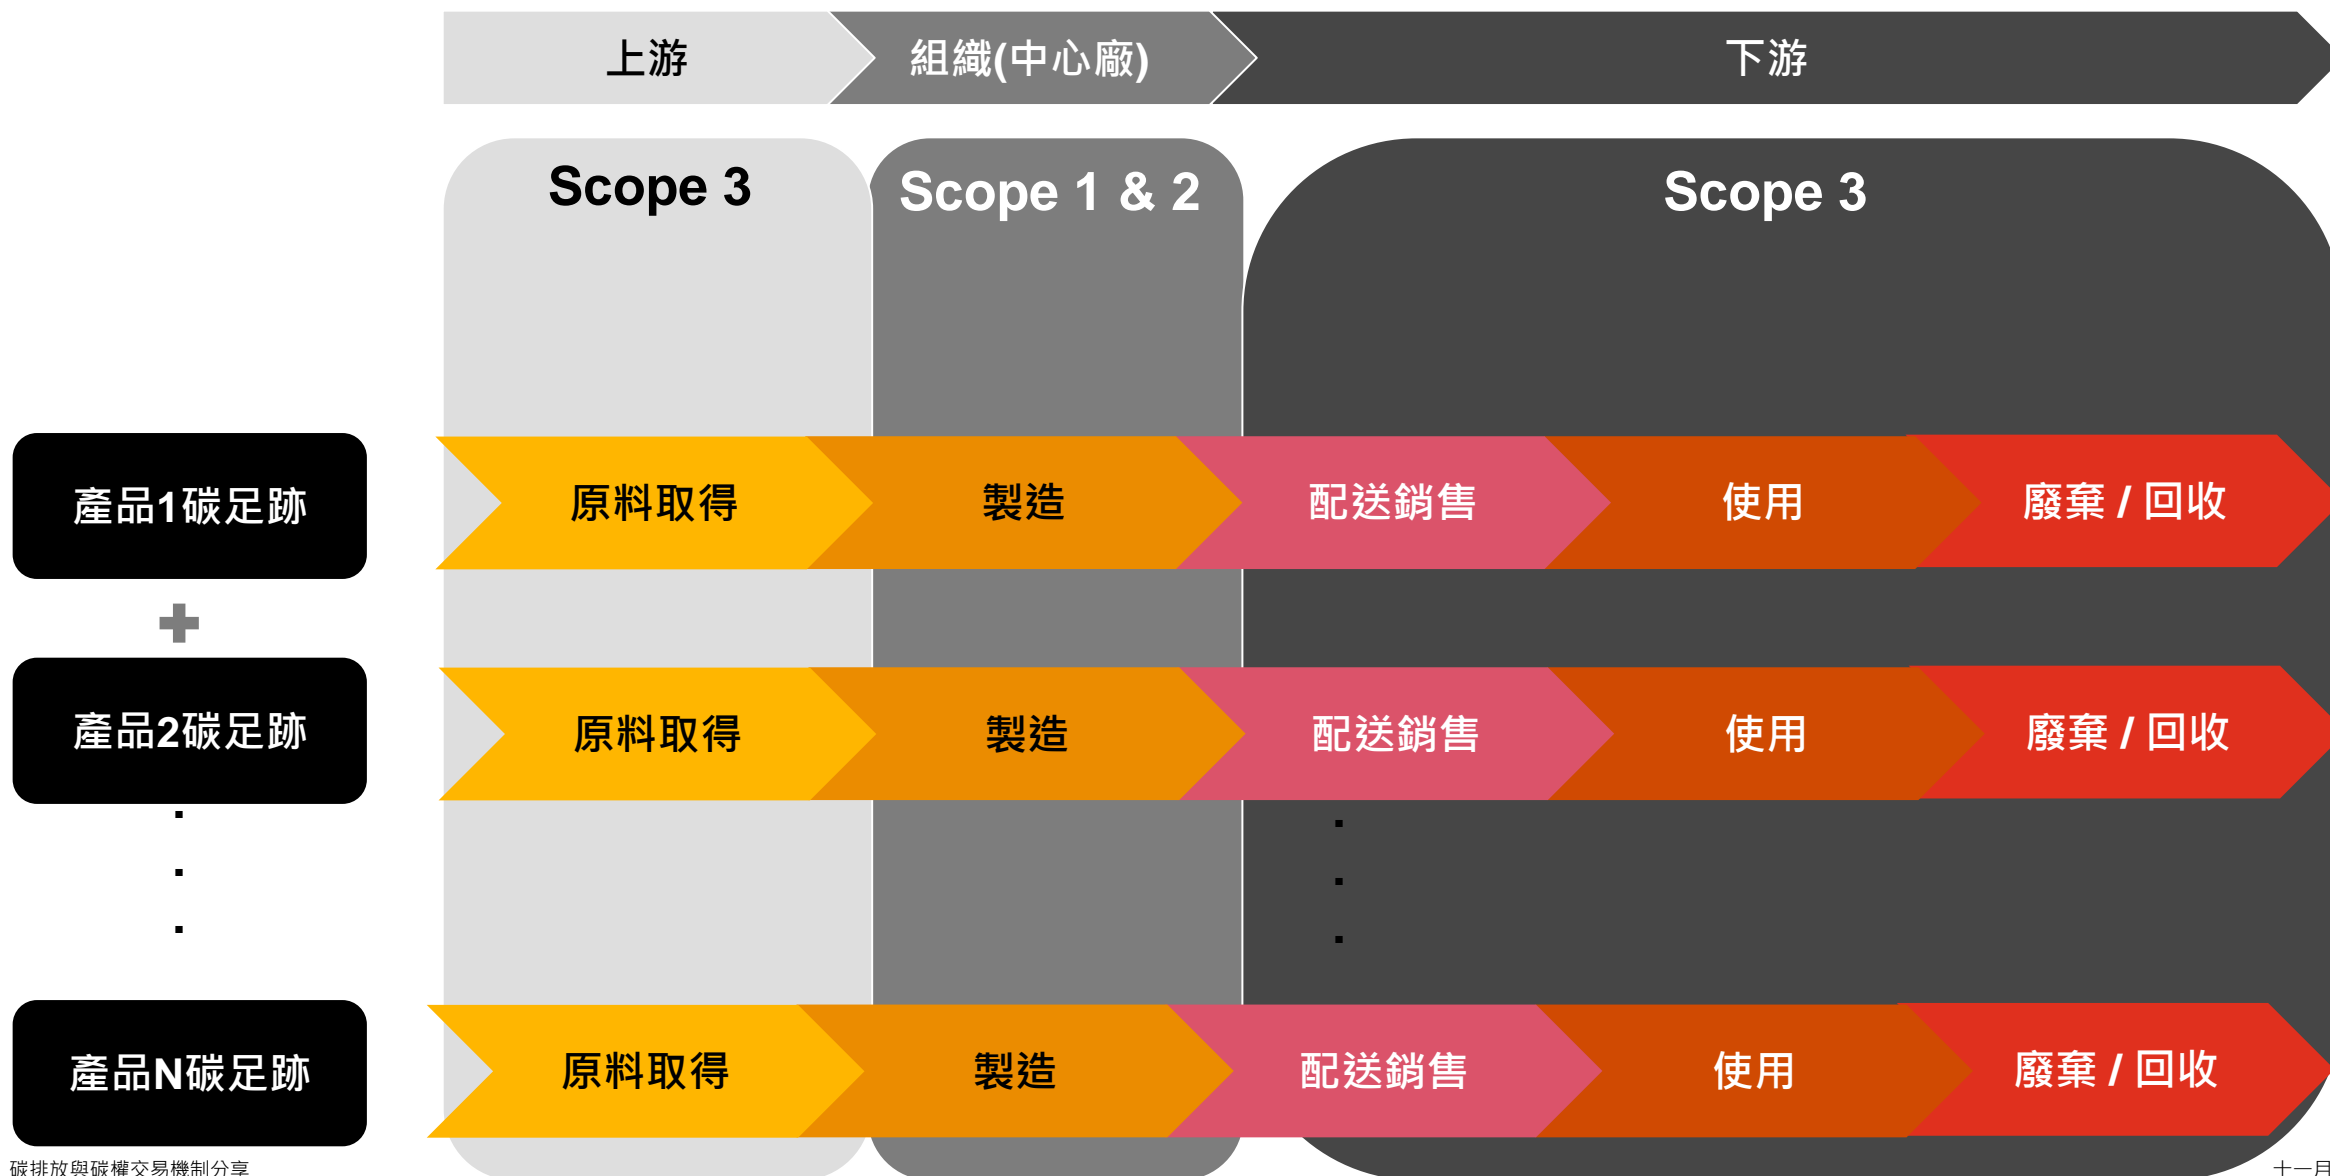 上游
組織(中心廠)
下游
Scope 3
Scope 1 & 2
Scope 3
產品1碳足跡
原料取得
製造
配送銷售
使用
廢棄 / 回收
產品2碳足跡
原料取得
製造
配送銷售
使用
廢棄 / 回收
產品N碳足跡
原料取得
製造
配送銷售
使用
廢棄 / 回收
碳排放與碳權交易機制分享
十一月